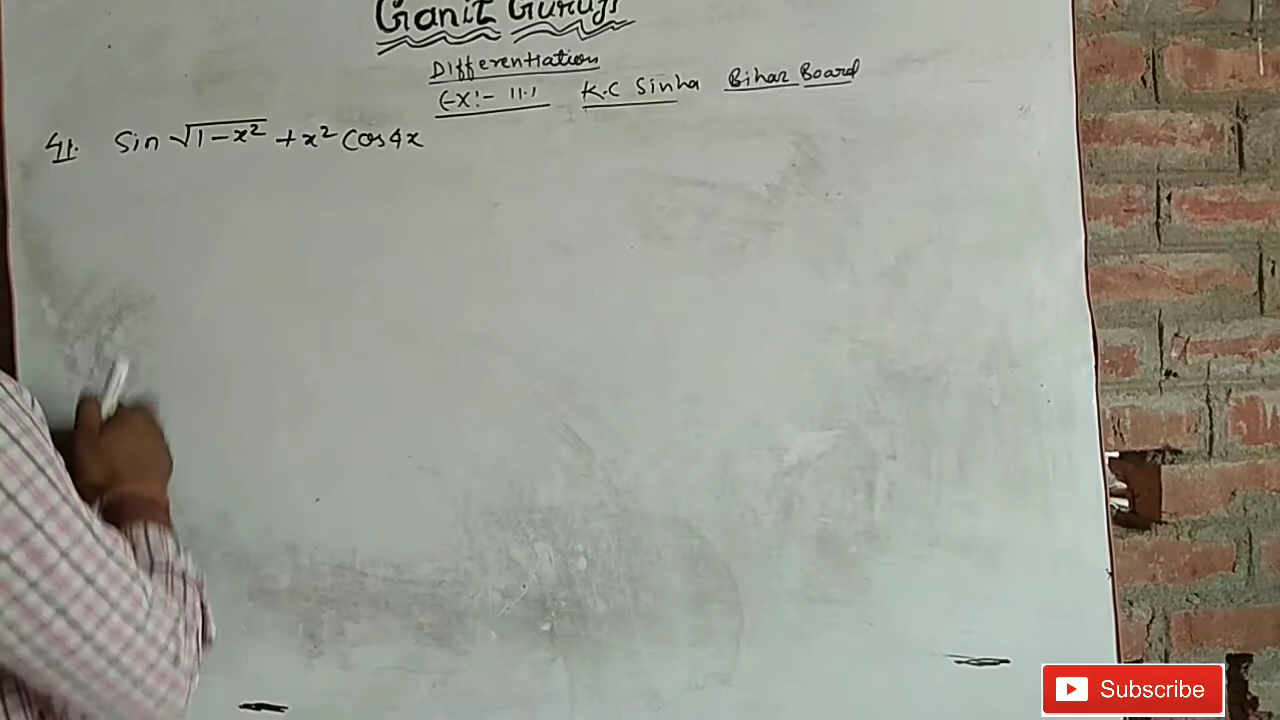 Ganit Guruji
Differentiation
Ex:- 11.1 K.C Sinha Bihar Board
41. Sin √1-x² + x² Cos4x
Subscribe